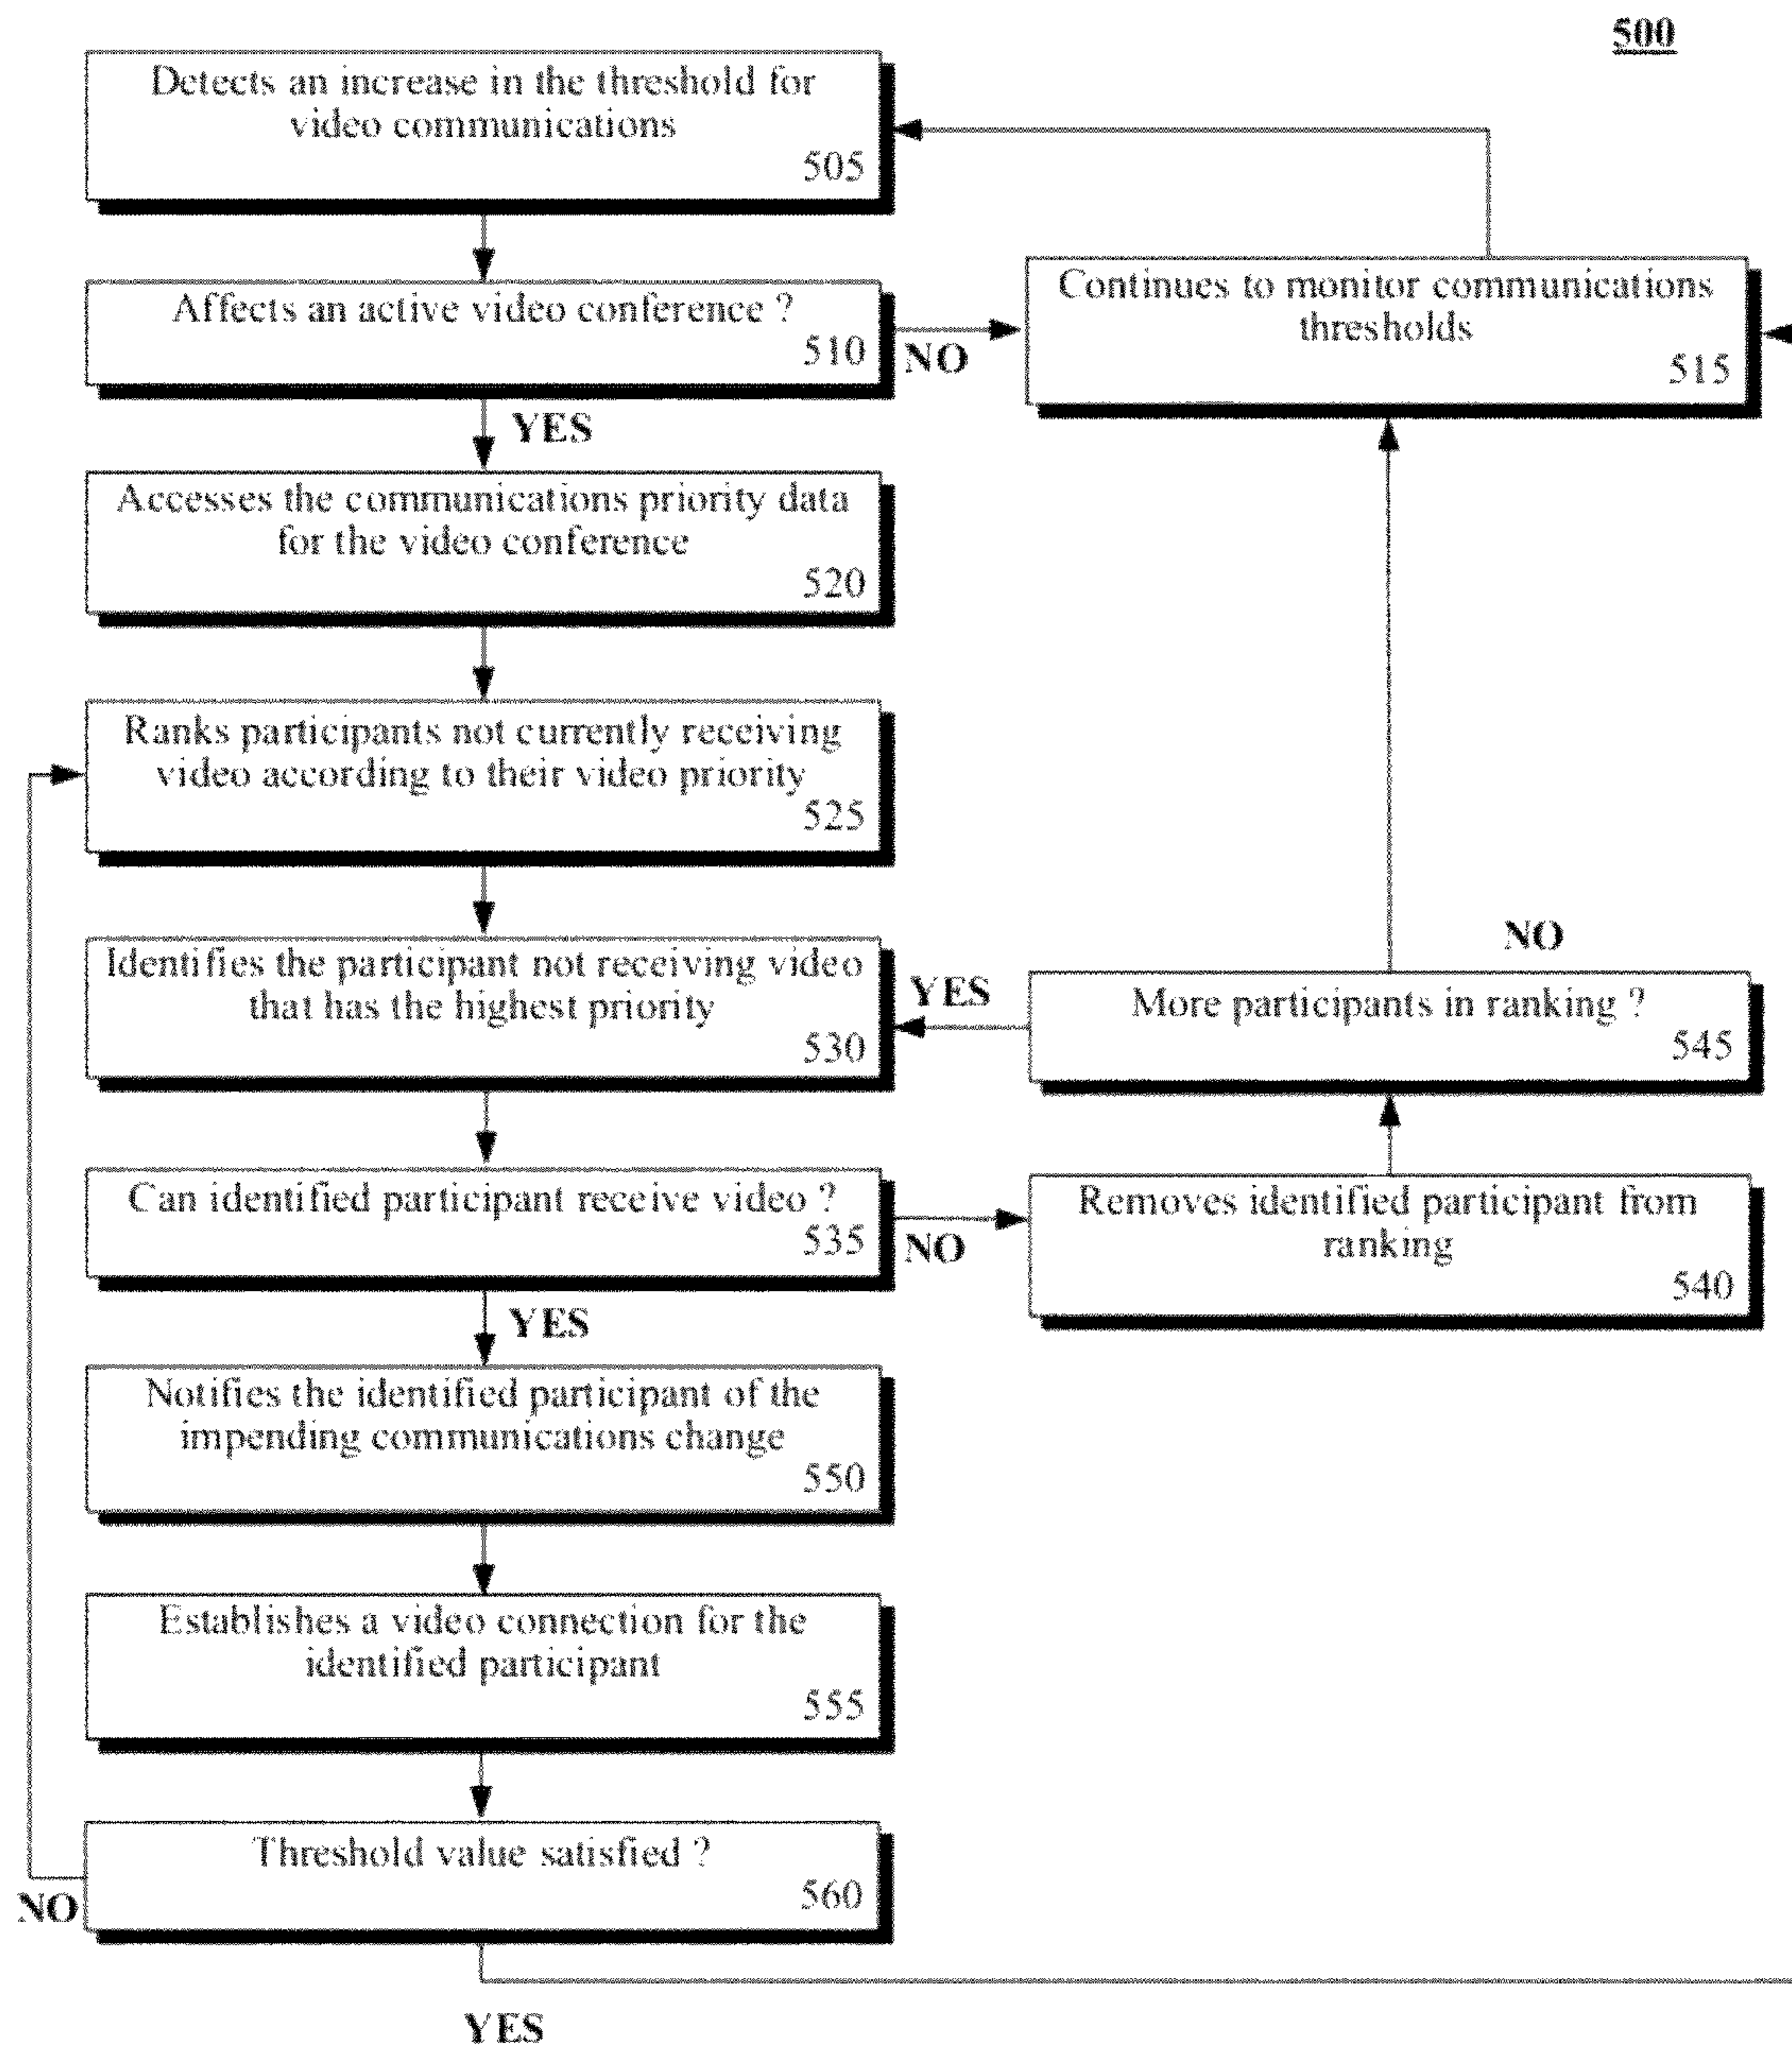 500
Detects an increase in the threshold for
video communications
505
Affects an active video conference ?
510
NO
Continues to monitor communications
thresholds
515
YES
Accesses the communications priority data
for the video conference
520
Ranks participants not currently receiving
video according to their video priority
525
Identifies the participant not receiving video
that has the highest priority
530
YES
NO
More participants in ranking ?
545
Can identified participant receive video ?
535
NO
Removes identified participant from
ranking
540
YES
Notifies the identified participant of the
impending communications change
550
Establishes a video connection for the
identified participant
555
Threshold value satisfied ?
560
NO
YES